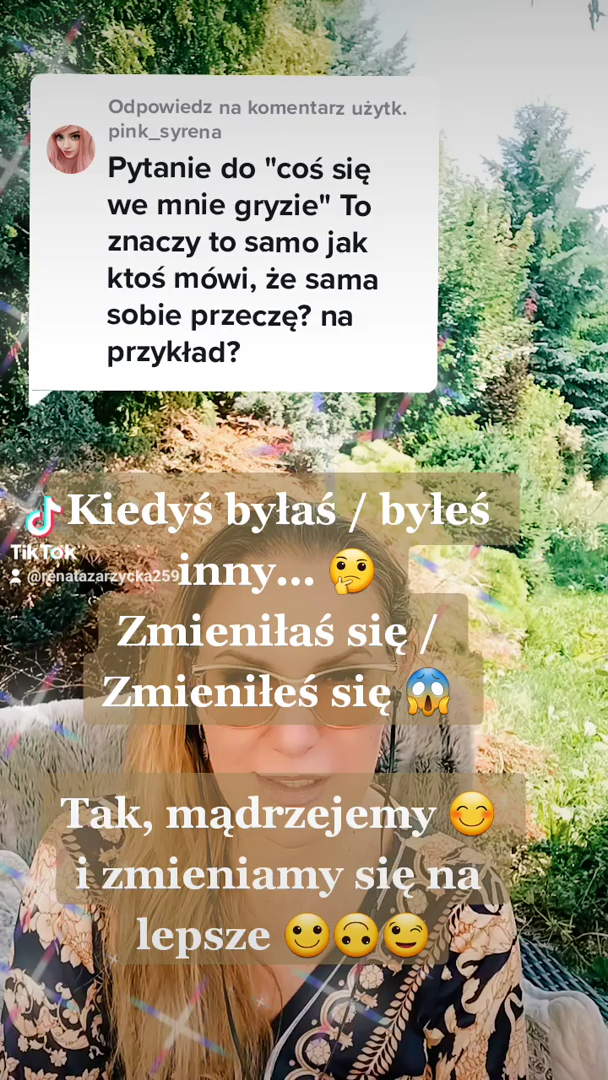 Odpowiedz na komentarz użytk.
pink_syrena
Pytanie do "coś się
we mnie gryzie" To
znaczy to samo jak
ktoś mówi, że sama
sobie przeczę? na
przykład?
Kiedyś byłaś / byłeś
inny... 🤔
Zmieniłaś się /
Zmieniłeś się 😱
TikTok
@renatazarzycka259
Tak, mądrzejemy 😊
i zmieniamy się na
lepsze 🙂🙃😉